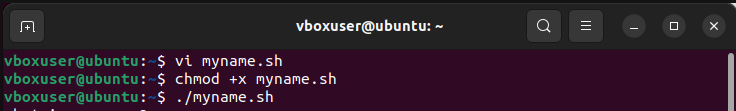 vboxuser@ubuntu: ~
vboxuser@ubuntu:~$ vi myname.sh
vboxuser@ubuntu:~$ chmod +x myname.sh
vboxuser@ubuntu:~$ ./myname.sh